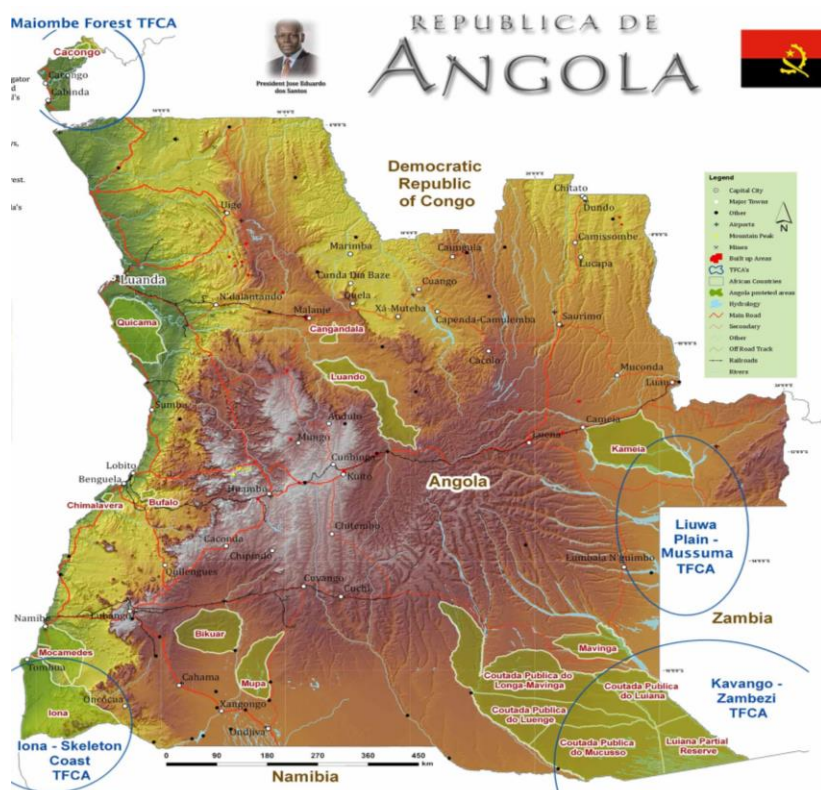 Maiombe Forest TFCA
Cacongo
Cacongo
Cabinda
President Jose Eduardo
dos Santos
REPUBLICA DE
ANGOLA
Democratic
Republic
of Congo
Legend
Capital City
Major Towns
Other
Airports
Mountain Peak
Mines
Built up Areas
TFCA's
African Countries
Angola proteted areas
Hydrology
Main Road
Secondary
Other
Off Road Track
Railroads
Rivers
N
Chitato
Dundo
Uige
Marimba
Caungula
Camissombe
Lucapa
Luanda
Cunda Dia Baze
Cuango
N'dalantando
Quela
Malanje
Xá-Muteba
Capenda-Camulemba
Saurimo
Quicama
Cangandala
Cacolo
Luando
Muconda
Luau
Sumba
Andulo
Mungo
Cameia
Luena
Kameia
Lobito
Benguela
Cunhing
Kuito
Huambo
Angola
Chimalavera
Bufalo
Chitembo
Caconda
Chipindo
Liuwa
Plain -
Mussuma
TFCA
Quilengues
Lumbala N'guimbo
Cuvango
Cuchi
Namibe
Lubango
Zambia
Bikuar
Mocamedes
Tombua
Mupa
Mavinga
Coutada Publica do
Longa-Mavinga
Coutada Publica
do Luiana
Kavango -
Zambezi
TFCA
Cahama
Oncocua
Iona
Xangongo
Coutada Publica
do Luenge
Ondjiva
Coutada Publica
do Mucusso
Luiana Partial
Reserve
Iona - Skeleton
Coast
TFCA
Namibia
0 90 180 270 360 450
km